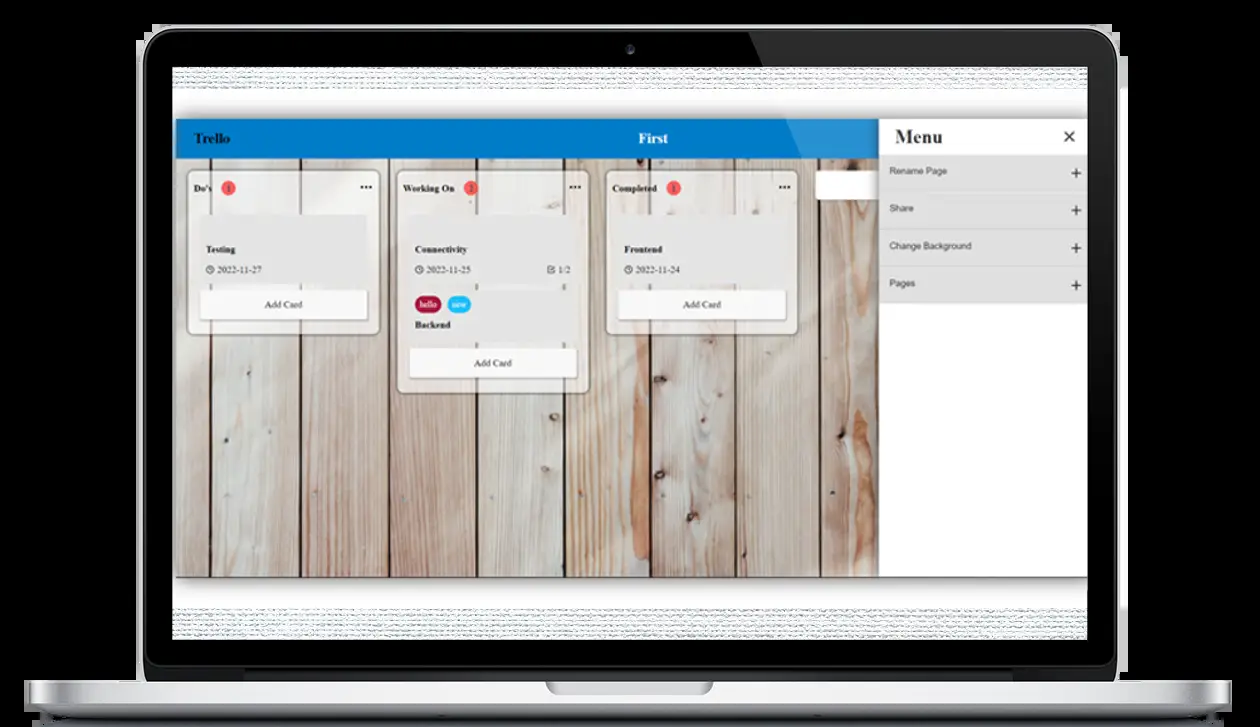 Trello
First
Menu
Do's 1
Working On 2
Completed 1
Rename Page
Share
Change Background
Pages
Testing
2022-11-27
Add Card
Connectivity
2022-11-25
1/2
hello
new
Backend
Add Card
Frontend
2022-11-24
Add Card